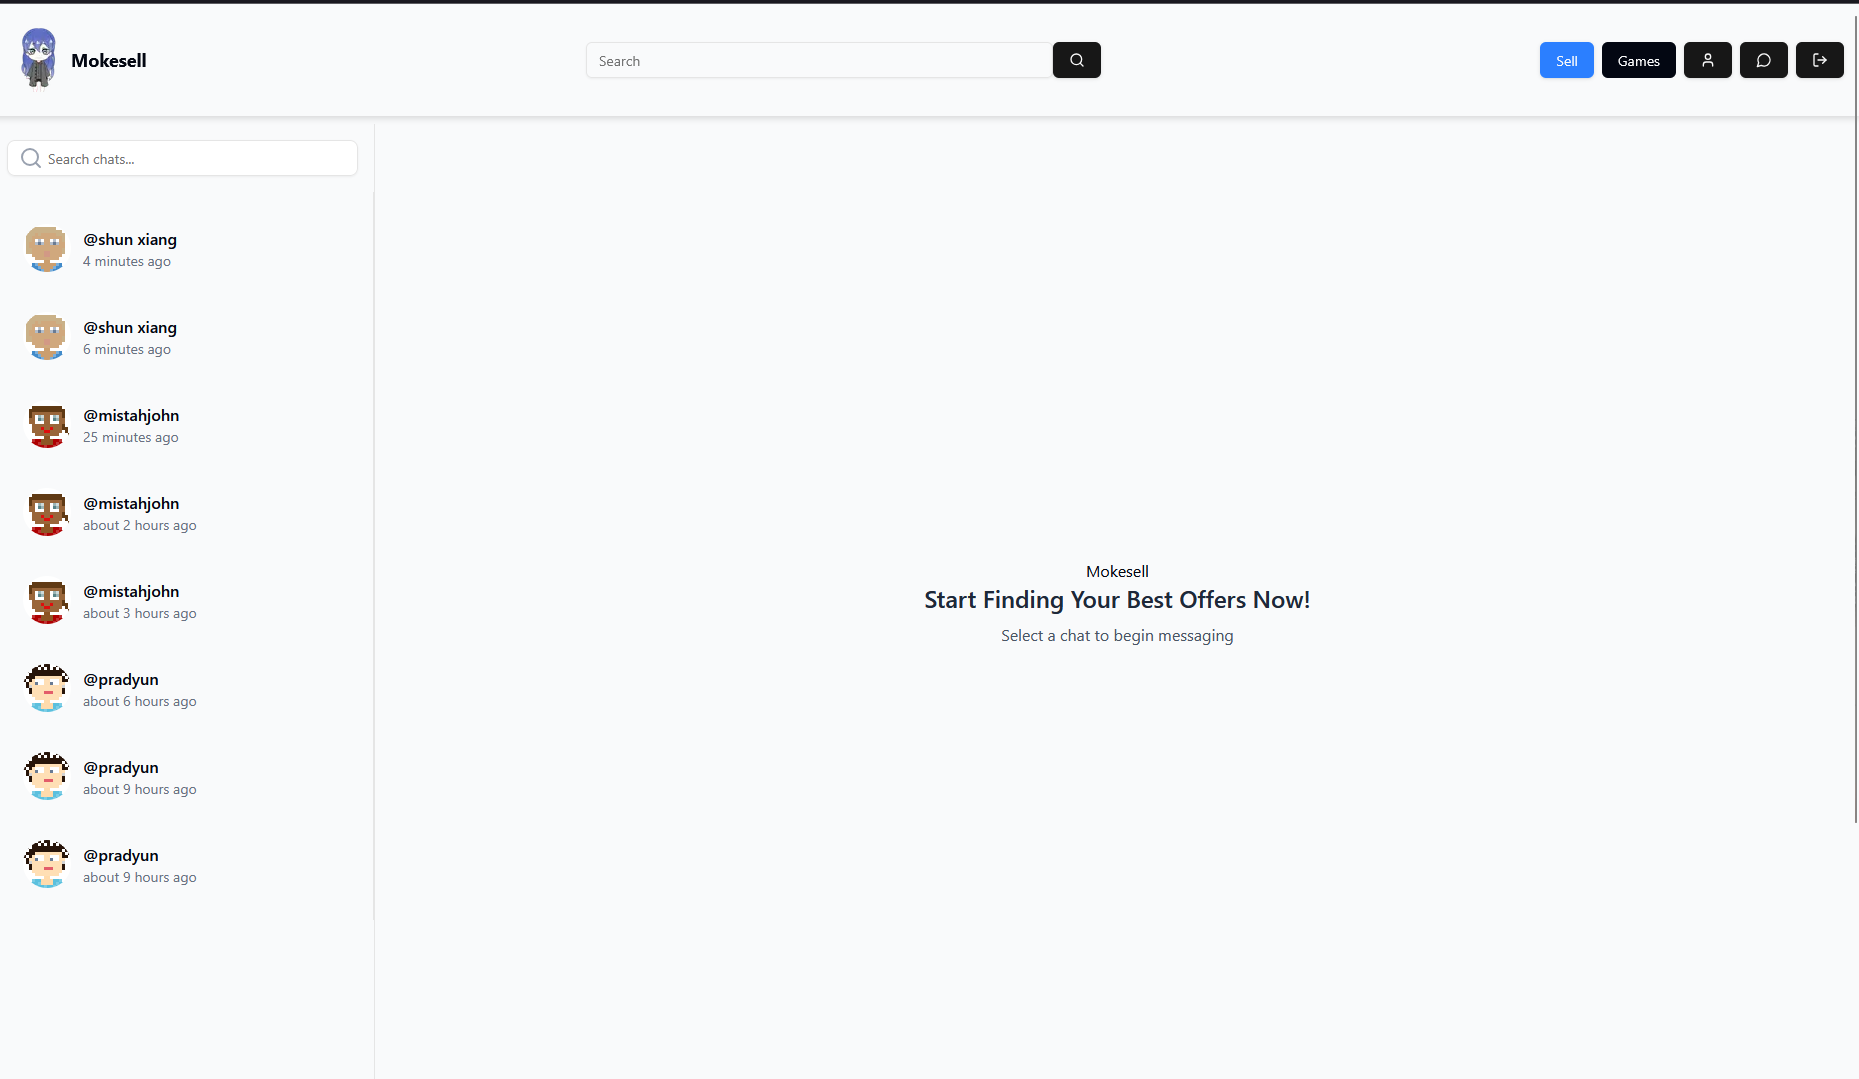 Mokesell
Search
Sell
Games
Search chats...
@shun xiang
4 minutes ago
@shun xiang
6 minutes ago
@mistahjohn
25 minutes ago
@mistahjohn
about 2 hours ago
@mistahjohn
about 3 hours ago
@pradyun
about 6 hours ago
@pradyun
about 9 hours ago
@pradyun
about 9 hours ago
Mokesell
Start Finding Your Best Offers Now!
Select a chat to begin messaging